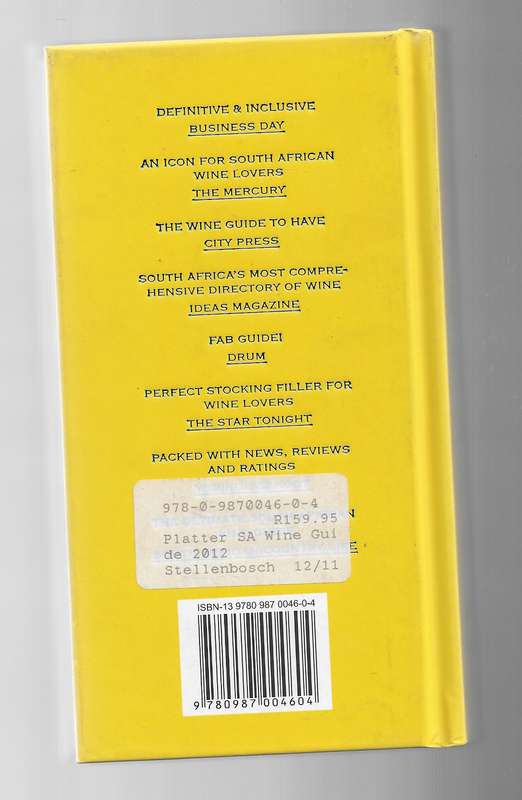 DEFINITIVE & INCLUSIVE
BUSINESS DAY
AN ICON FOR SOUTH AFRICAN
WINE LOVERS
THE MERCURY
THE WINE GUIDE TO HAVE
CITY PRESS
SOUTH AFRICA'S MOST COMPRE-
HENSIVE DIRECTORY OF WINE
IDEAS MAGAZINE
FAB GUIDE!
DRUM
PERFECT STOCKING FILLER FOR
WINE LOVERS
THE STAR TONIGHT
PACKED WITH NEWS, REVIEWS
AND RATINGS
978-0-9870046-0-4
R159.95
Platter SA Wine Gui
de 2012
Stellenbosch 12/11
ISBN-13 9780 987 0046-0-4
9 780987 004604